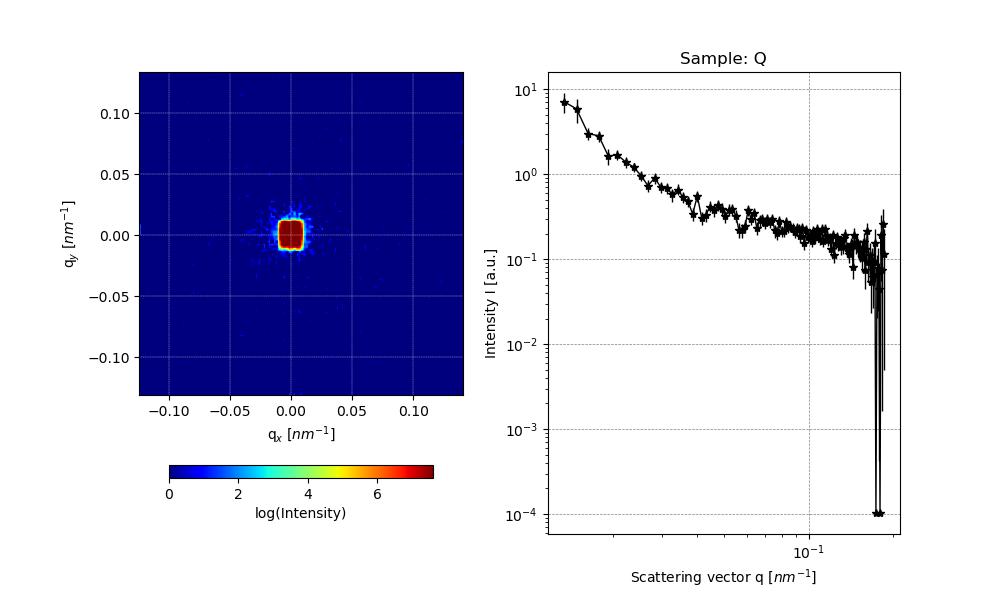 Sample: Q
q_y [nm^{-1}]
0.10
0.05
0.00
−0.05
−0.10
−0.10 −0.05 0.00 0.05 0.10
q_x [nm^{-1}]
0 2 4 6
log(Intensity)
Intensity I [a.u.]
10^1
10^0
10^{-1}
10^{-2}
10^{-3}
10^{-4}
10^{-1}
Scattering vector q [nm^{-1}]